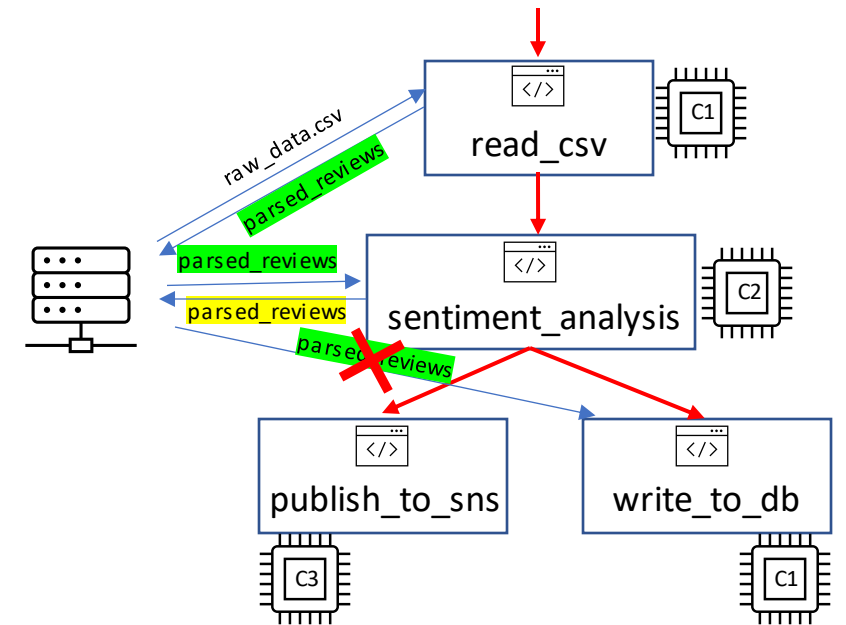 </>
C1
read_csv
raw_data.csv
parsed_reviews
parsed_reviews
</>
C2
parsed_reviews
sentiment_analysis
parsed_reviews
</>
</>
publish_to_sns
write_to_db
C3
C1